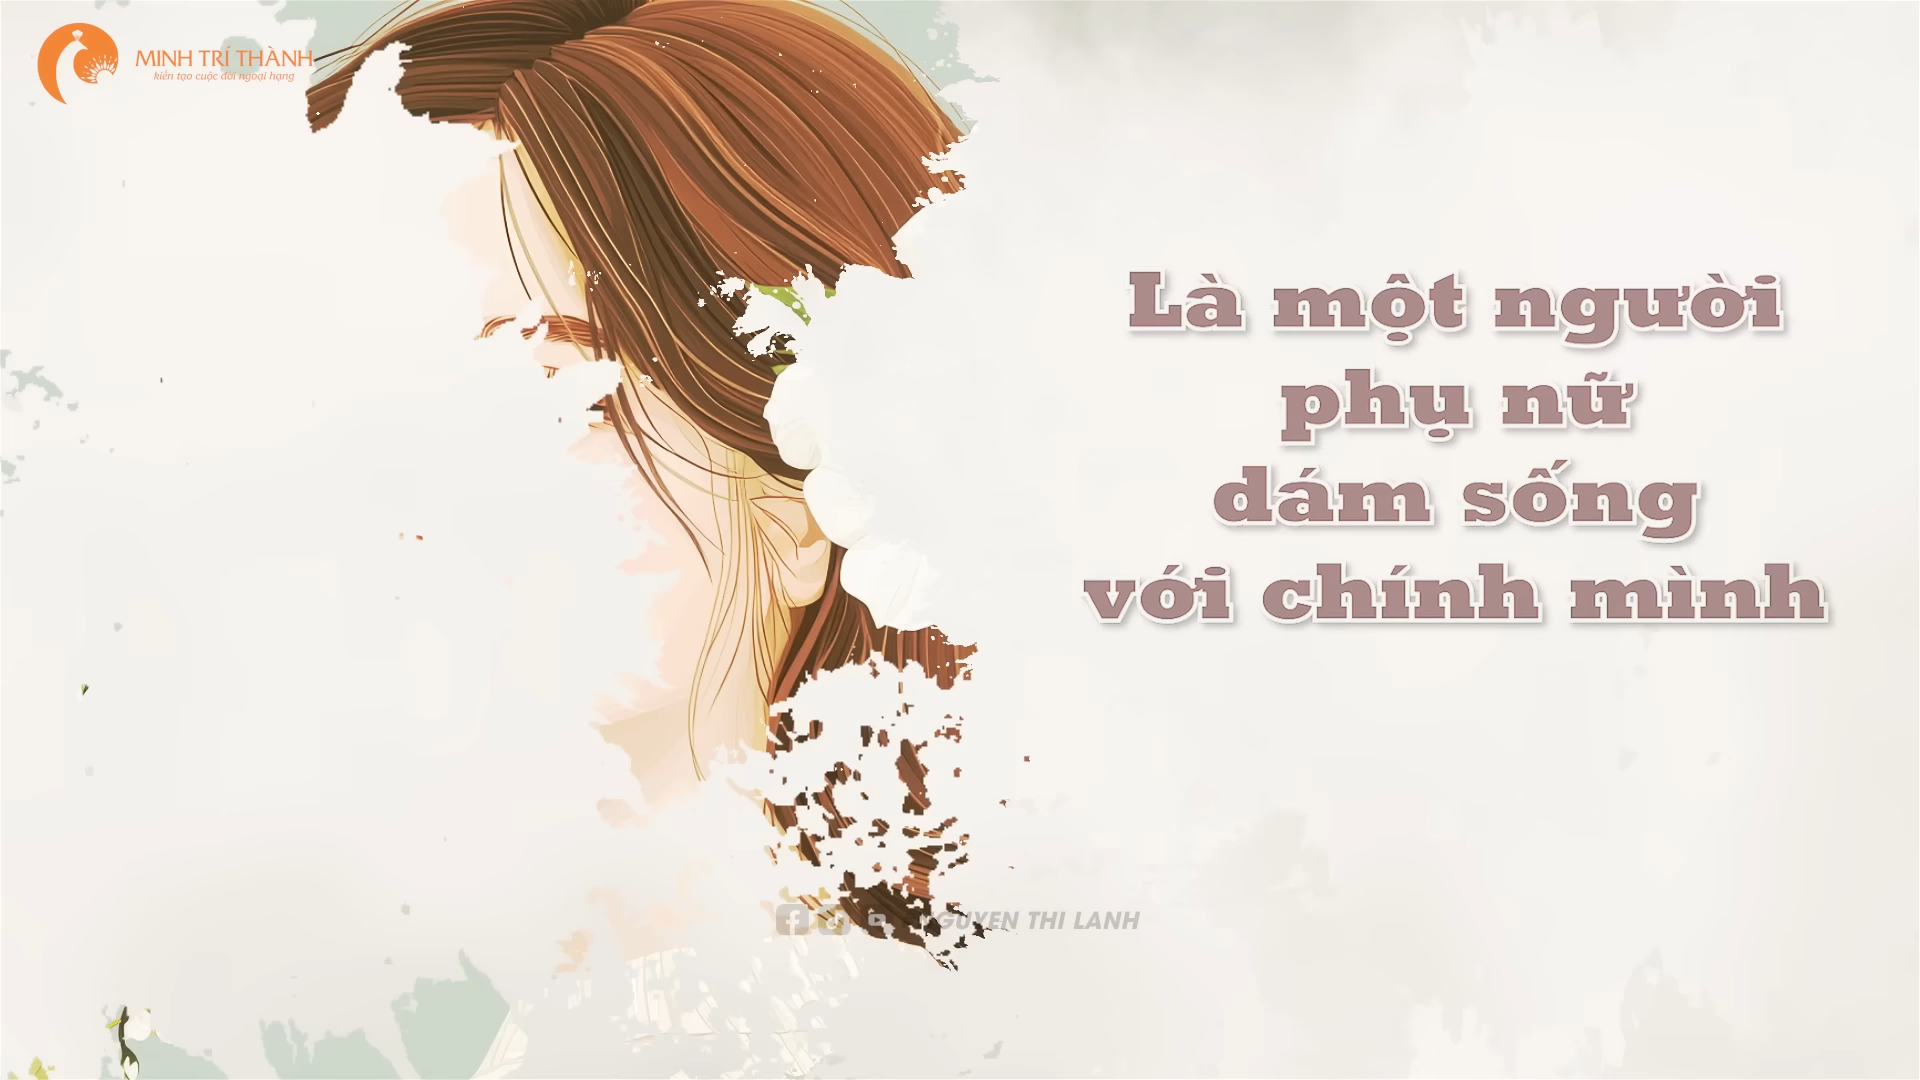 MINH TRÍ THÀNH
kiến tạo cuộc đời ngoại hạng
Là một người
phụ nữ
dám sống
với chính mình
NGUYEN THI LANH